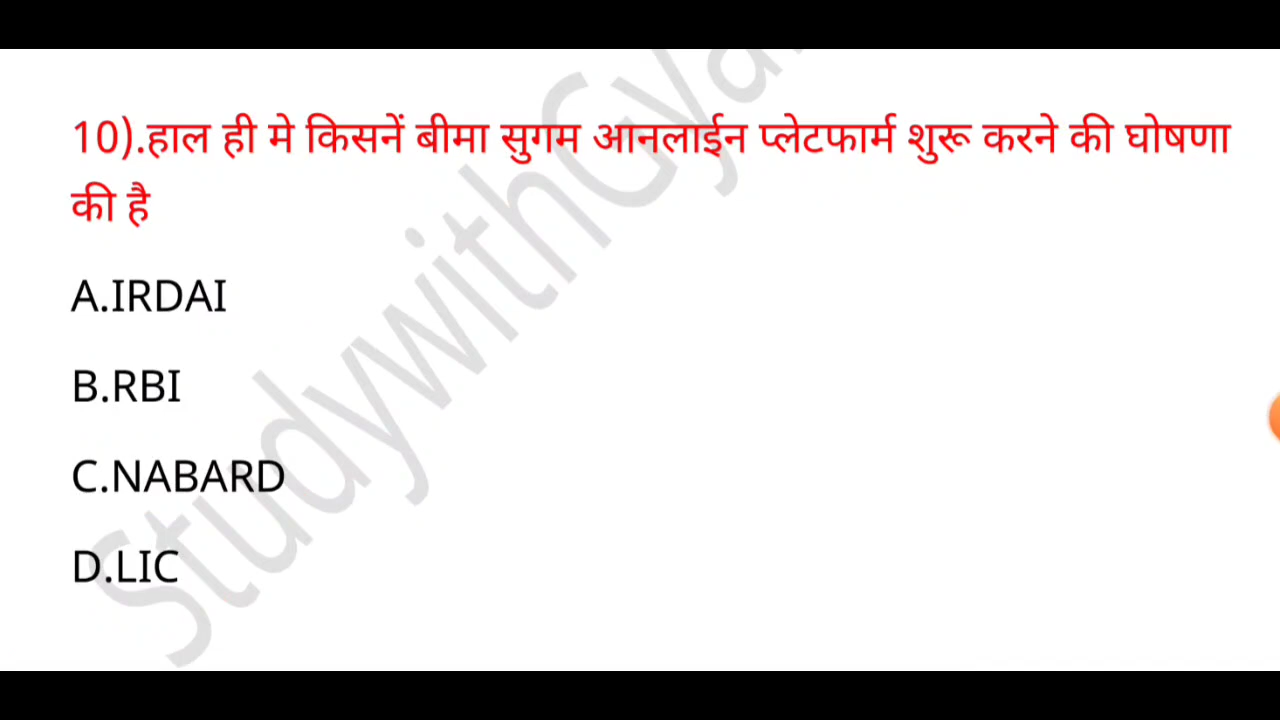 10).हाल ही मे किसनें बीमा सुगम आनलाईन प्लेटफार्म शुरू करने की घोषणा
की है
A.IRDAI
B.RBI
C.NABARD
D.LIC
StudywithGya